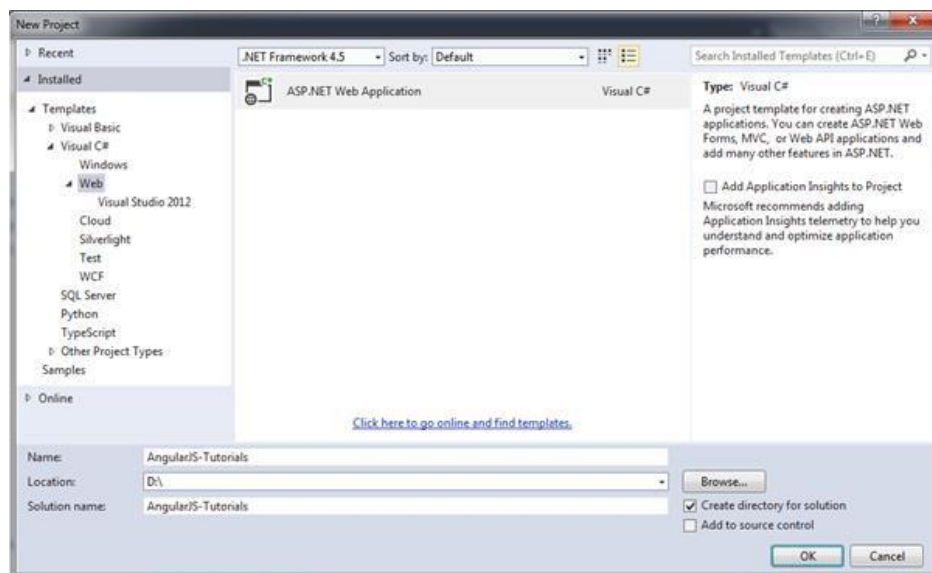 New Project
Recent
Installed
Templates
Visual Basic
Visual C#
Windows
Web
Visual Studio 2012
Cloud
Silverlight
Test
WCF
SQL Server
Python
TypeScript
Other Project Types
Samples
Online
.NET Framework 4.5 Sort by: Default
ASP.NET Web Application Visual C#
Click here to go online and find templates.
Search Installed Templates (Ctrl+E)
Type: Visual C#
A project template for creating ASP.NET
applications. You can create ASP.NET Web
Forms, MVC, or Web API applications and
add many other features in ASP.NET.
Add Application Insights to Project
Microsoft recommends adding
Application Insights telemetry to help you
understand and optimize application
performance.
Name: AngularJS-Tutorials
Location: D:\
Solution name: AngularJS-Tutorials
Browse...
Create directory for solution
Add to source control
OK Cancel